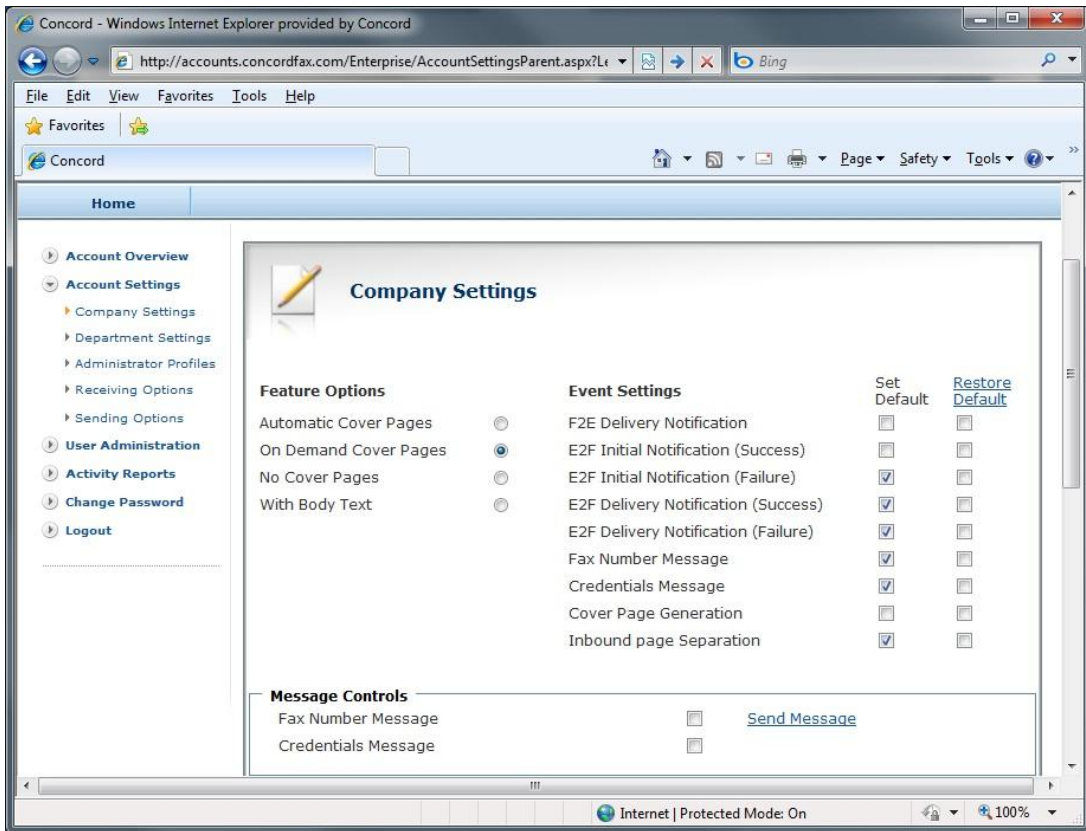 Concord - Windows Internet Explorer provided by Concord
http://accounts.concordfax.com/Enterprise/AccountSettingsParent.aspx?Le
Bing
File Edit View Favorites Tools Help
Favorites
Concord
Page Safety Tools
Home
Account Overview
Account Settings
Company Settings
Department Settings
Administrator Profiles
Receiving Options
Sending Options
User Administration
Activity Reports
Change Password
Logout
Company Settings
Feature Options
Automatic Cover Pages
On Demand Cover Pages
No Cover Pages
With Body Text
Event Settings Set Default Restore Default
F2E Delivery Notification
E2F Initial Notification (Success)
E2F Initial Notification (Failure)
E2F Delivery Notification (Success)
E2F Delivery Notification (Failure)
Fax Number Message
Credentials Message
Cover Page Generation
Inbound page Separation
Message Controls
Fax Number Message Send Message
Credentials Message
Internet | Protected Mode: On 100%